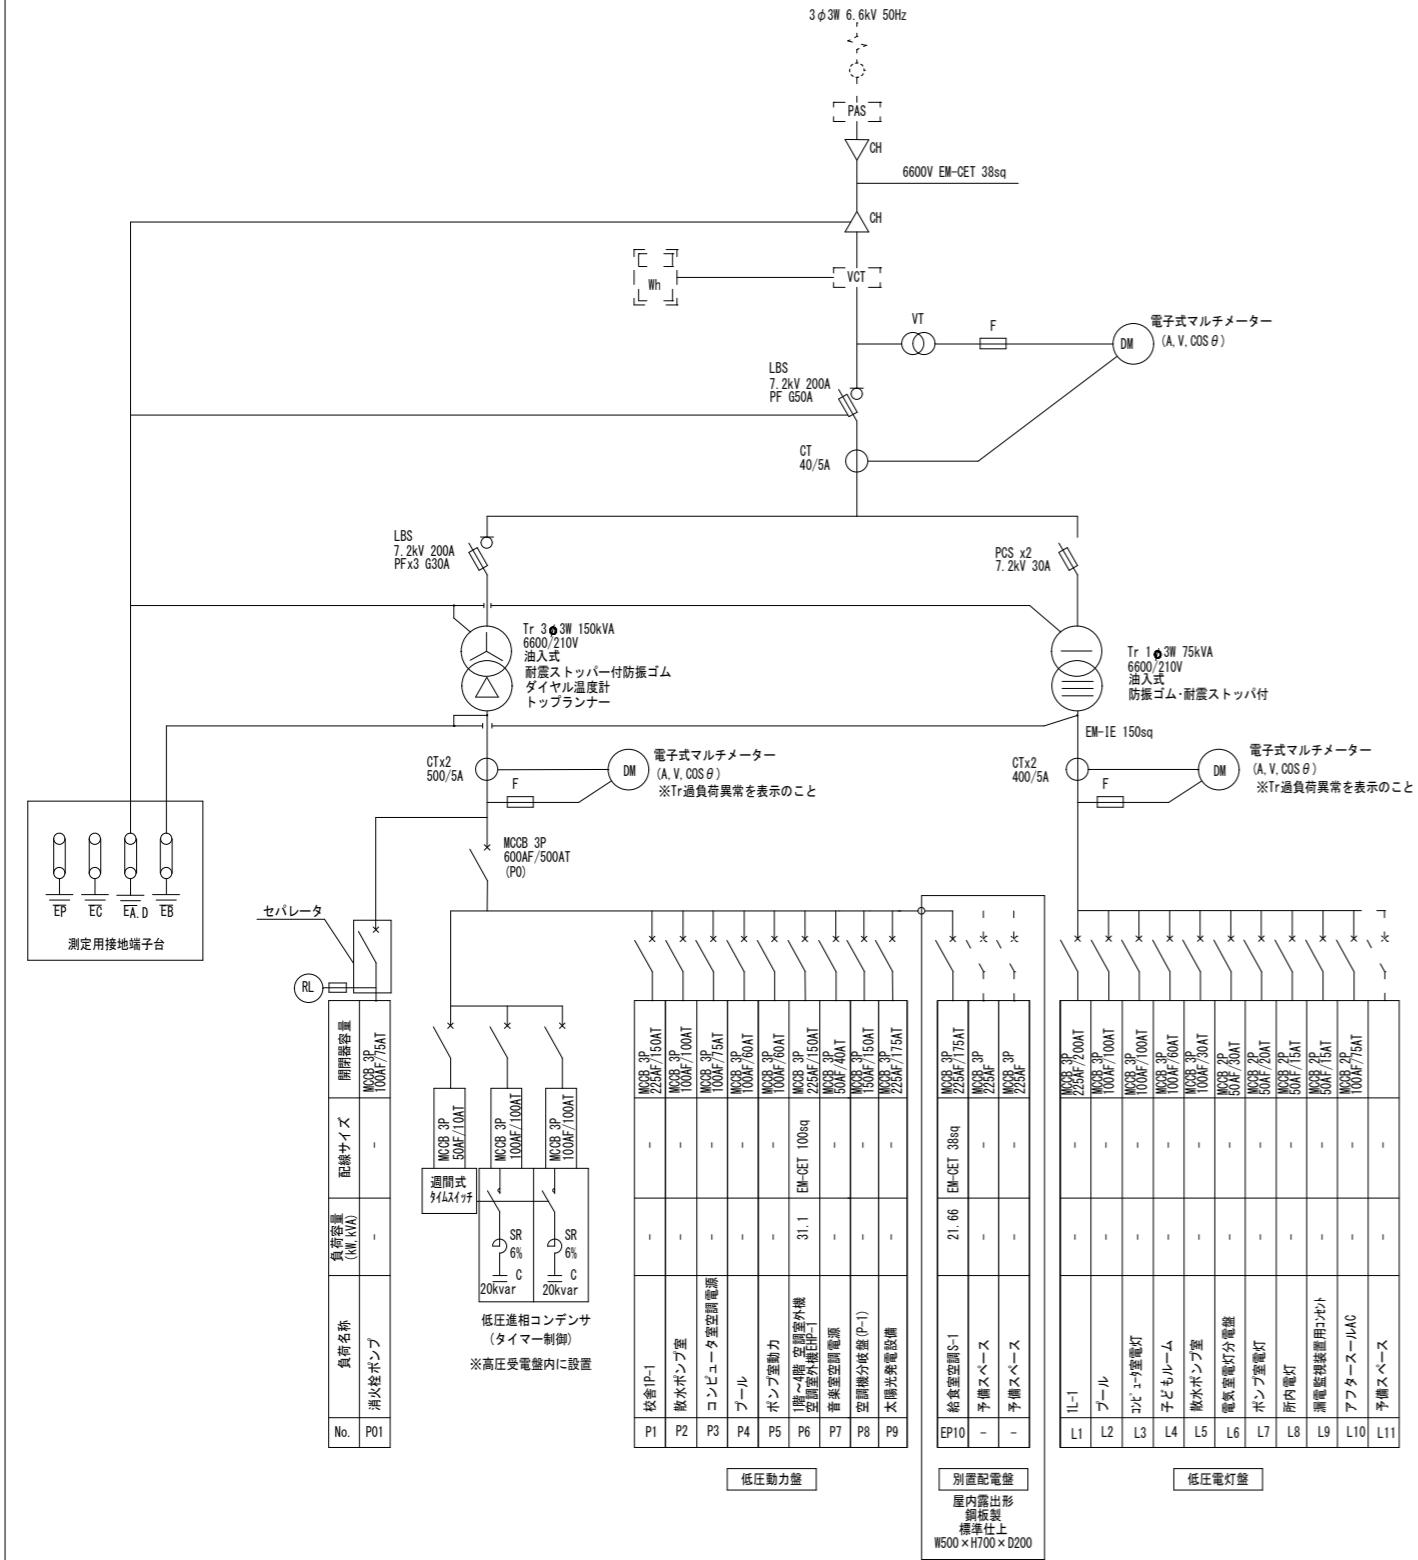 3φ3W 6.6kV 50Hz
PAS
CH
6600V EM-CET 38sq
CH
Wh
VCT
VT
F
DM
電子式マルチメーター
(A,V,COSθ)
LBS
7.2kV 200A
PF G50A
CT
40/5A
LBS
7.2kV 200A
PFx3 G30A
PCS x2
7.2kV 30A
Tr 3φ3W 150kVA
6600/210V
油入式
耐震ストッパー付防振ゴム
ダイヤル温度計
トップランナー
Tr 1φ3W 75kVA
6600/210V
油入式
防振ゴム・耐震ストッパ付
EM-IE 150sq
CTx2
500/5A
F
DM
電子式マルチメーター
(A,V,COSθ)
※Tr過負荷異常を表示のこと
CTx2
400/5A
F
DM
電子式マルチメーター
(A,V,COSθ)
※Tr過負荷異常を表示のこと
MCCB 3P
600AF/500AT
(P0)
EP
EC
EA.D
EB
測定用接地端子台
セパレータ
RL
開閉器容量
配線サイズ
負荷容量
(kW,kVA)
負荷名称
No.
MCCB 3P
100AF/75AT
-
-
消火栓ポンプ
P01
MCCB 3P
50AF/10AT
MCCB 3P
100AF/100AT
MCCB 3P
100AF/100AT
週間式
タイムスイッチ
SR
6%
C
20kvar
SR
6%
C
20kvar
低圧進相コンデンサ
(タイマー制御)
※高圧受電盤内に設置
MCCB 3P
225AF/150AT
-
-
校舎1P-1
P1
MCCB 3P
100AF/100AT
-
-
散水ポンプ室
P2
MCCB 3P
100AF/75AT
-
-
コンピュータ室空調電源
P3
MCCB 3P
100AF/60AT
-
-
プール
P4
MCCB 3P
100AF/60AT
-
-
ポンプ室動力
P5
MCCB 3P
225AF/150AT
EM-CET 100sq
31.1
1階～4階 空調室外機
空調室外機EHP-1
P6
MCCB 3P
50AF/40AT
-
-
音楽室空調電源
P7
MCCB 3P
150AF/150AT
-
-
空調機分岐盤(P-1)
P8
MCCB 3P
225AF/175AT
-
-
太陽光発電設備
P9
低圧動力盤
MCCB 3P
225AF/175AT
EM-CET 38sq
21.66
給食室空調S-1
EP10
MCCB 3P
225AF
-
-
予備スペース
-
MCCB 3P
225AF
-
-
予備スペース
-
別置配電盤
屋内露出形
鋼板製
標準仕上
W500×H700×D200
MCCB 3P
225AF/200AT
-
-
1L-1
L1
MCCB 3P
100AF/100AT
-
-
プール
L2
MCCB 3P
100AF/100AT
-
-
コンピュータ室電灯
L3
MCCB 3P
100AF/60AT
-
-
子どもルーム
L4
MCCB 3P
100AF/30AT
-
-
散水ポンプ室
L5
MCCB 2P
50AF/30AT
-
-
電気室電灯分電盤
L6
MCCB 2P
50AF/20AT
-
-
ポンプ室電灯
L7
MCCB 2P
50AF/15AT
-
-
所内電灯
L8
MCCB 2P
50AF/15AT
-
-
漏電監視装置用コンセント
L9
MCCB 2P
100AF/75AT
-
-
アフタースールAC
L10
-
-
予備スペース
L11
低圧電灯盤